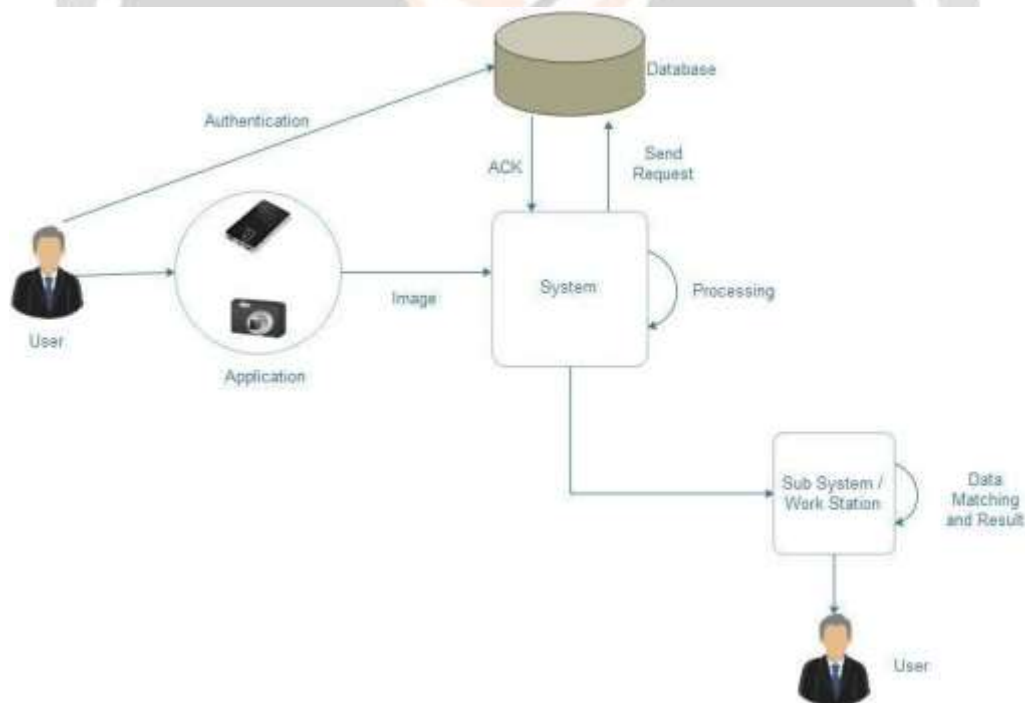 Database
Authentication
ACK
Send
Request
System
Processing
Image
User
Application
Sub System /
Work Station
Data
Matching
and Result
User